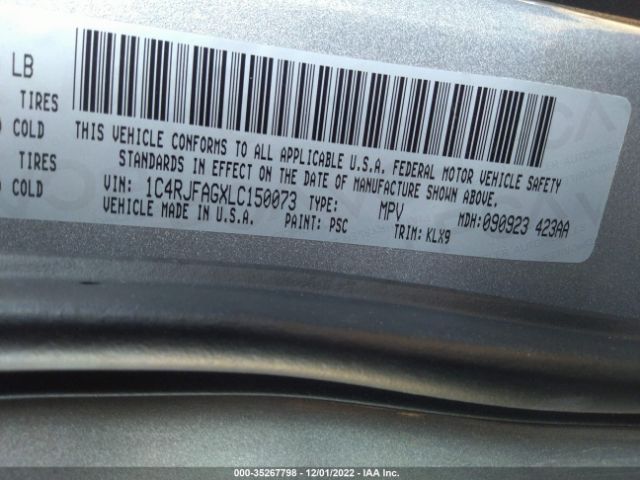 LB
TIRES
COLD
TIRES
COLD
THIS VEHICLE CONFORMS TO ALL APPLICABLE U.S.A. FEDERAL MOTOR VEHICLE SAFETY
STANDARDS IN EFFECT ON THE DATE OF MANUFACTURE SHOWN ABOVE.
VIN: 1C4RJFAGXLC150073 TYPE: MPV MDH:090923 423AA
VEHICLE MADE IN U.S.A. PAINT: PSC TRIM: KLX9
000-35267798 - 12/01/2022 - IAA Inc.